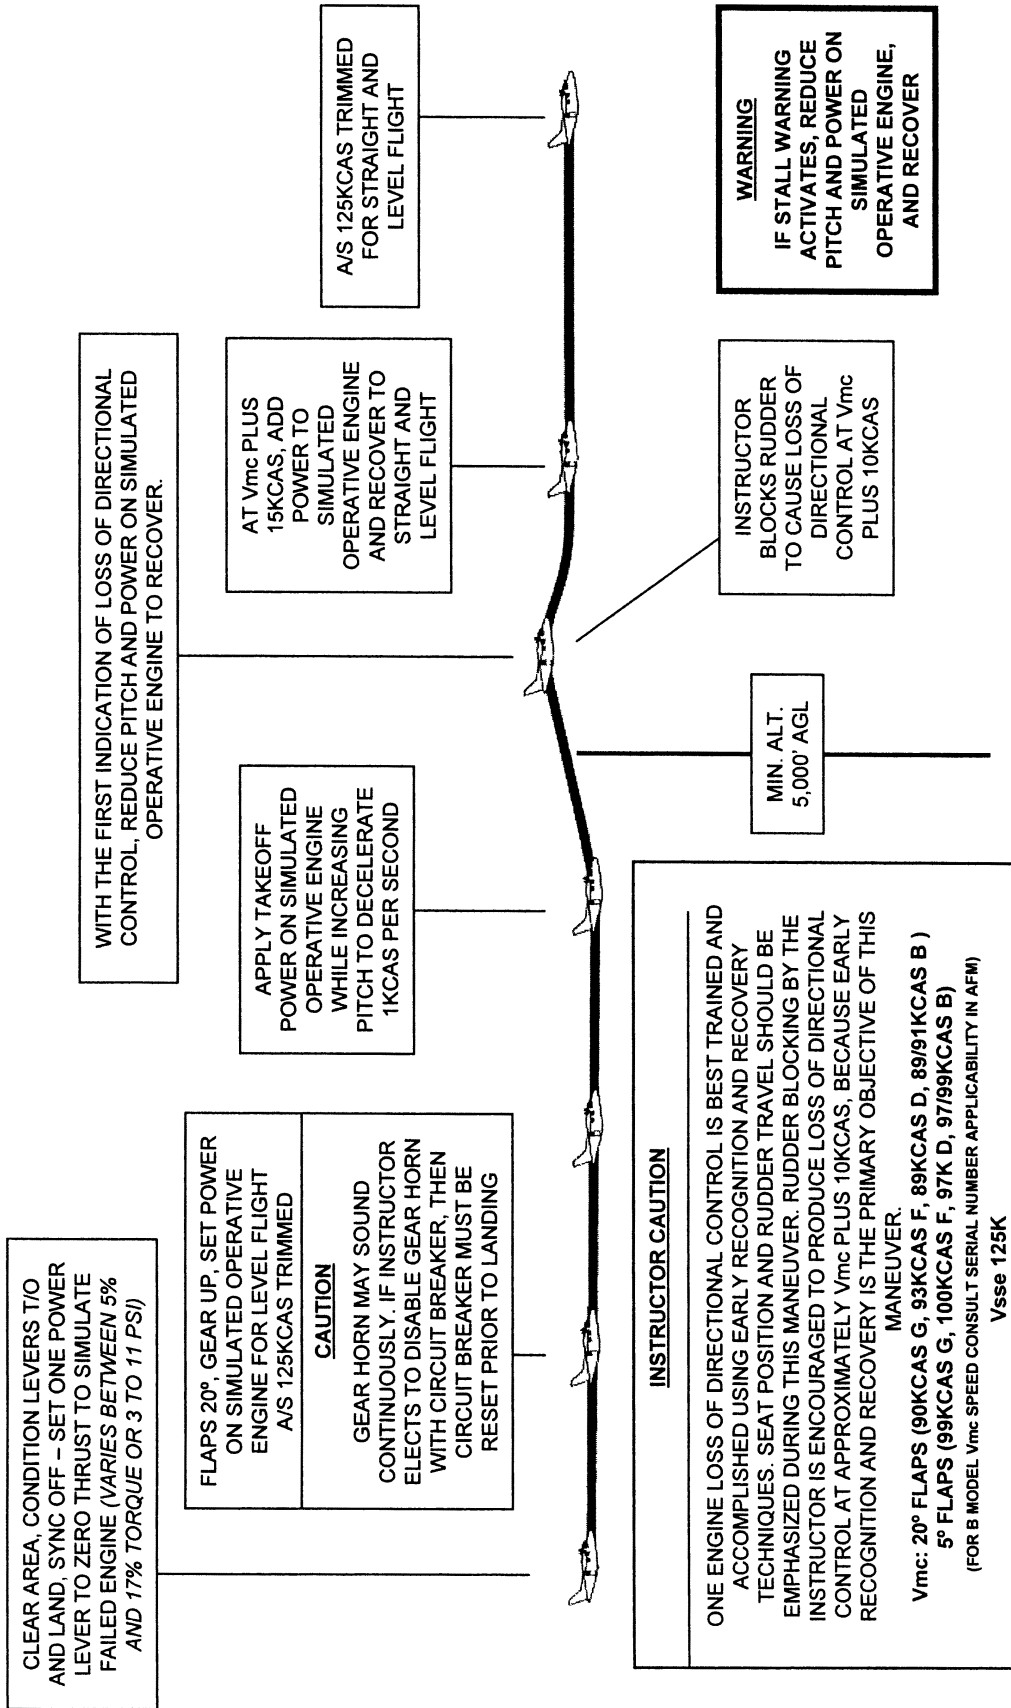 CLEAR AREA, CONDITION LEVERS T/O
AND LAND, SYNC OFF – SET ONE POWER
LEVER TO ZERO THRUST TO SIMULATE
FAILED ENGINE (VARIES BETWEEN 5%
AND 17% TORQUE OR 3 TO 11 PSI)
FLAPS 20º, GEAR UP, SET POWER
ON SIMULATED OPERATIVE
ENGINE FOR LEVEL FLIGHT
A/S 125KCAS TRIMMED
CAUTION
GEAR HORN MAY SOUND
CONTINUOUSLY. IF INSTRUCTOR
ELECTS TO DISABLE GEAR HORN
WITH CIRCUIT BREAKER, THEN
CIRCUIT BREAKER MUST BE
RESET PRIOR TO LANDING
APPLY TAKEOFF
POWER ON SIMULATED
OPERATIVE ENGINE
WHILE INCREASING
PITCH TO DECELERATE
1KCAS PER SECOND
WITH THE FIRST INDICATION OF LOSS OF DIRECTIONAL
CONTROL, REDUCE PITCH AND POWER ON SIMULATED
OPERATIVE ENGINE TO RECOVER.
AT Vmc PLUS
15KCAS, ADD
POWER TO
SIMULATED
OPERATIVE ENGINE
AND RECOVER TO
STRAIGHT AND
LEVEL FLIGHT
A/S 125KCAS TRIMMED
FOR STRAIGHT AND
LEVEL FLIGHT
INSTRUCTOR CAUTION
ONE ENGINE LOSS OF DIRECTIONAL CONTROL IS BEST TRAINED AND
ACCOMPLISHED USING EARLY RECOGNITION AND RECOVERY
TECHNIQUES. SEAT POSITION AND RUDDER TRAVEL SHOULD BE
EMPHASIZED DURING THIS MANEUVER. RUDDER BLOCKING BY THE
INSTRUCTOR IS ENCOURAGED TO PRODUCE LOSS OF DIRECTIONAL
CONTROL AT APPROXIMATELY Vmc PLUS 10KCAS, BECAUSE EARLY
RECOGNITION AND RECOVERY IS THE PRIMARY OBJECTIVE OF THIS
MANEUVER.
Vmc: 20º FLAPS (90KCAS G, 93KCAS F, 89KCAS D, 89/91KCAS B )
5º FLAPS (99KCAS G, 100KCAS F, 97K D, 97/99KCAS B)
(FOR B MODEL Vmc SPEED CONSULT SERIAL NUMBER APPLICABILITY IN AFM)
Vsse 125K
MIN. ALT.
5,000' AGL
INSTRUCTOR
BLOCKS RUDDER
TO CAUSE LOSS OF
DIRECTIONAL
CONTROL AT Vmc
PLUS 10KCAS
WARNING
IF STALL WARNING
ACTIVATES, REDUCE
PITCH AND POWER ON
SIMULATED
OPERATIVE ENGINE,
AND RECOVER